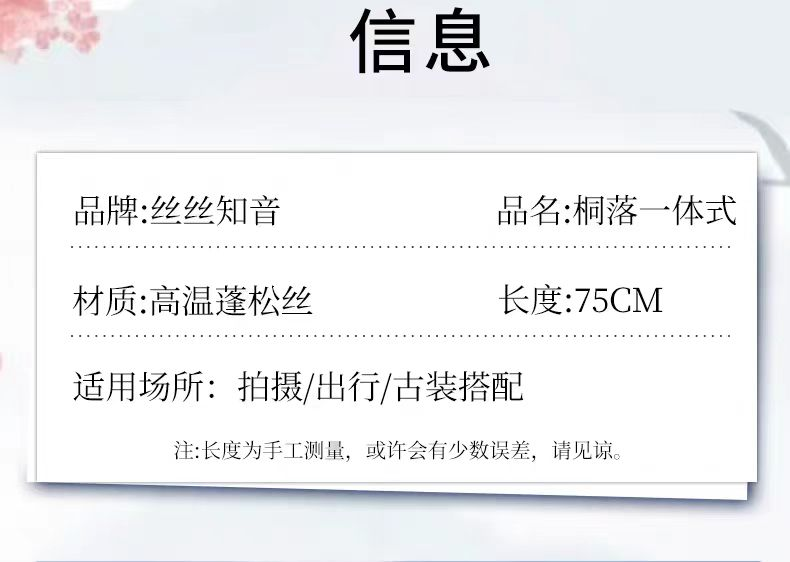 信息
品牌:丝丝知音 品名:桐落一体式
材质:高温蓬松丝 长度:75CM
适用场所：拍摄/出行/古装搭配
注:长度为手工测量，或许会有少数误差，请见谅。